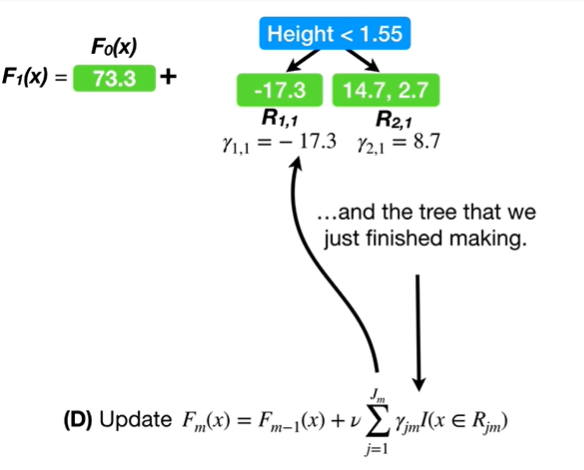 Height < 1.55
F₀(x)
F₁(x) = 73.3 +
-17.3 14.7, 2.7
R₁,₁ R₂,₁
γ₁,₁ = − 17.3 γ₂,₁ = 8.7
...and the tree that we
just finished making.
(D) Update Fₘ(x) = Fₘ₋₁(x) + ν ∑_{j=1}^{Jₘ} γⱼₘI(x ∈ Rⱼₘ)